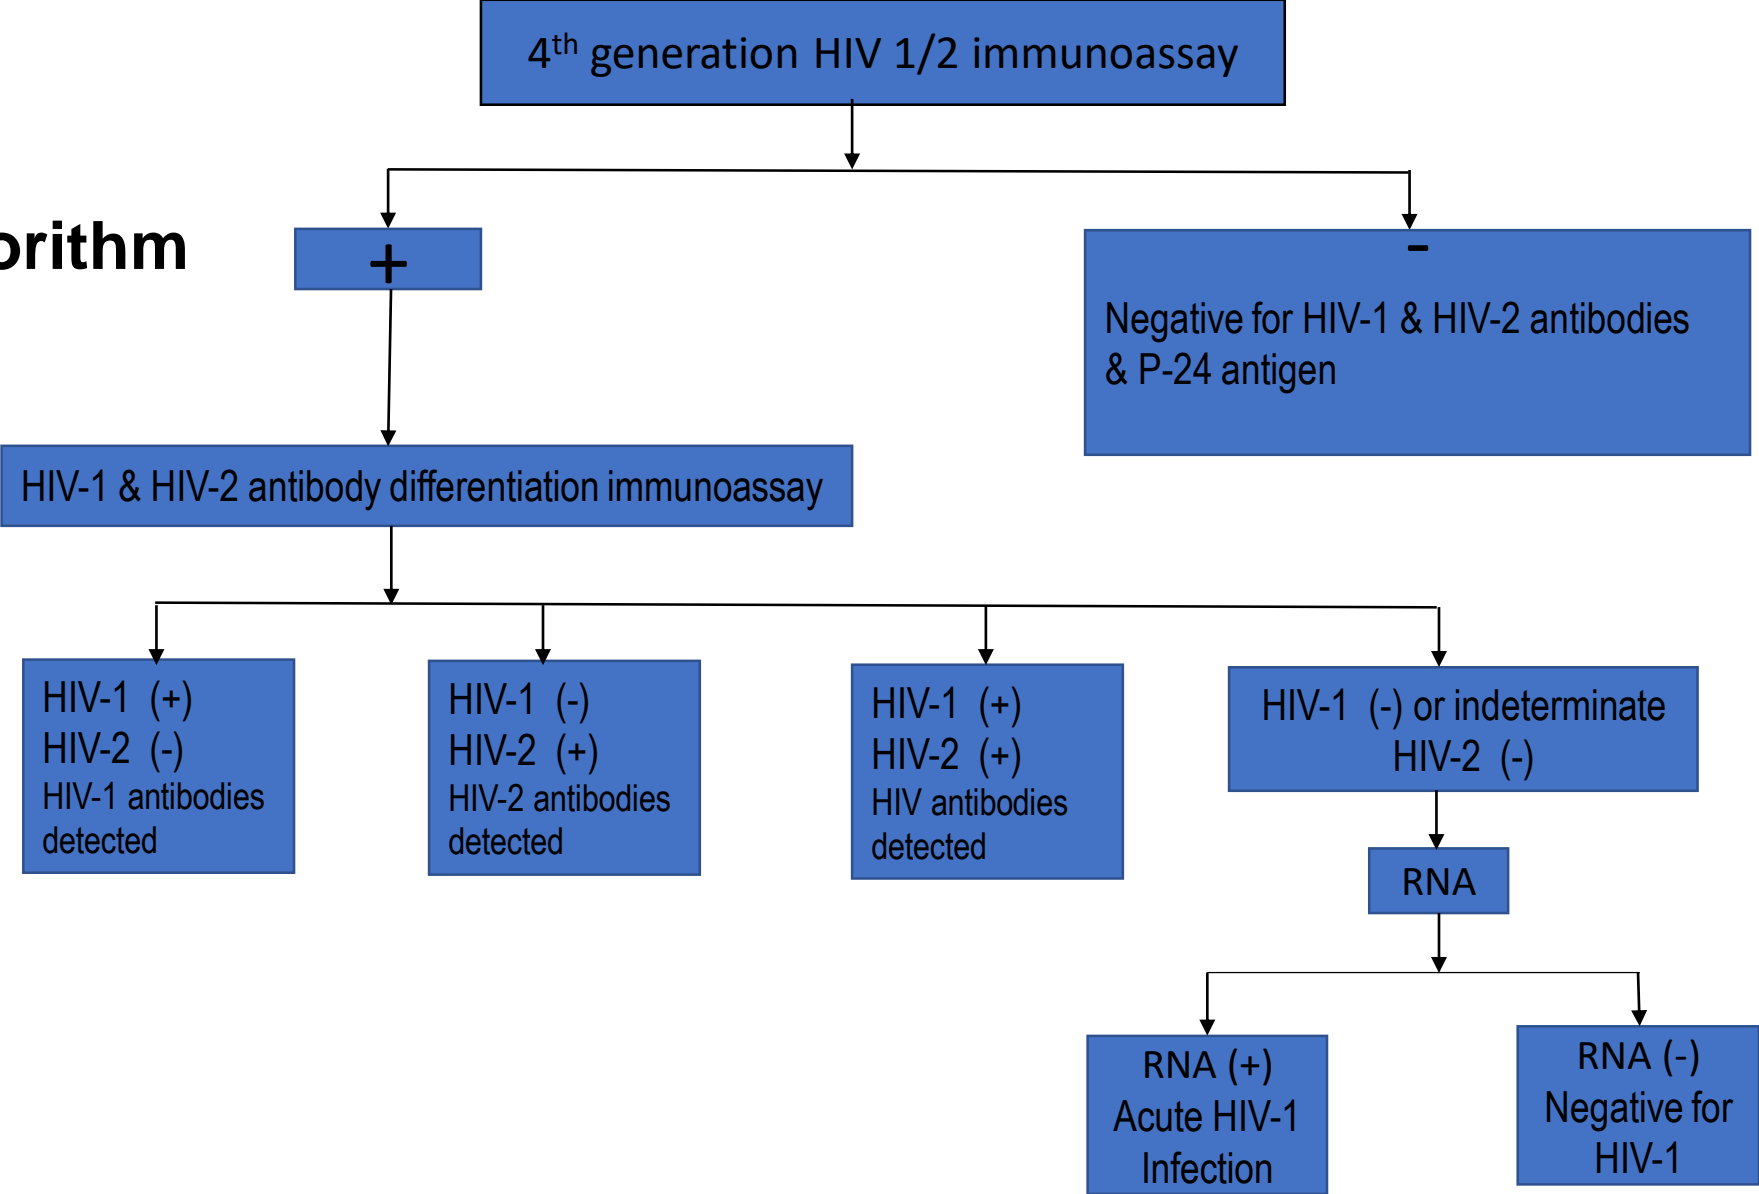 4th generation HIV 1/2 immunoassay
orithm
+
-
Negative for HIV-1 & HIV-2 antibodies
& P-24 antigen
HIV-1 & HIV-2 antibody differentiation immunoassay
HIV-1 (+)
HIV-2 (-)
HIV-1 antibodies
detected
HIV-1 (-)
HIV-2 (+)
HIV-2 antibodies
detected
HIV-1 (+)
HIV-2 (+)
HIV antibodies
detected
HIV-1 (-) or indeterminate
HIV-2 (-)
RNA
RNA (+)
Acute HIV-1
Infection
RNA (-)
Negative for
HIV-1